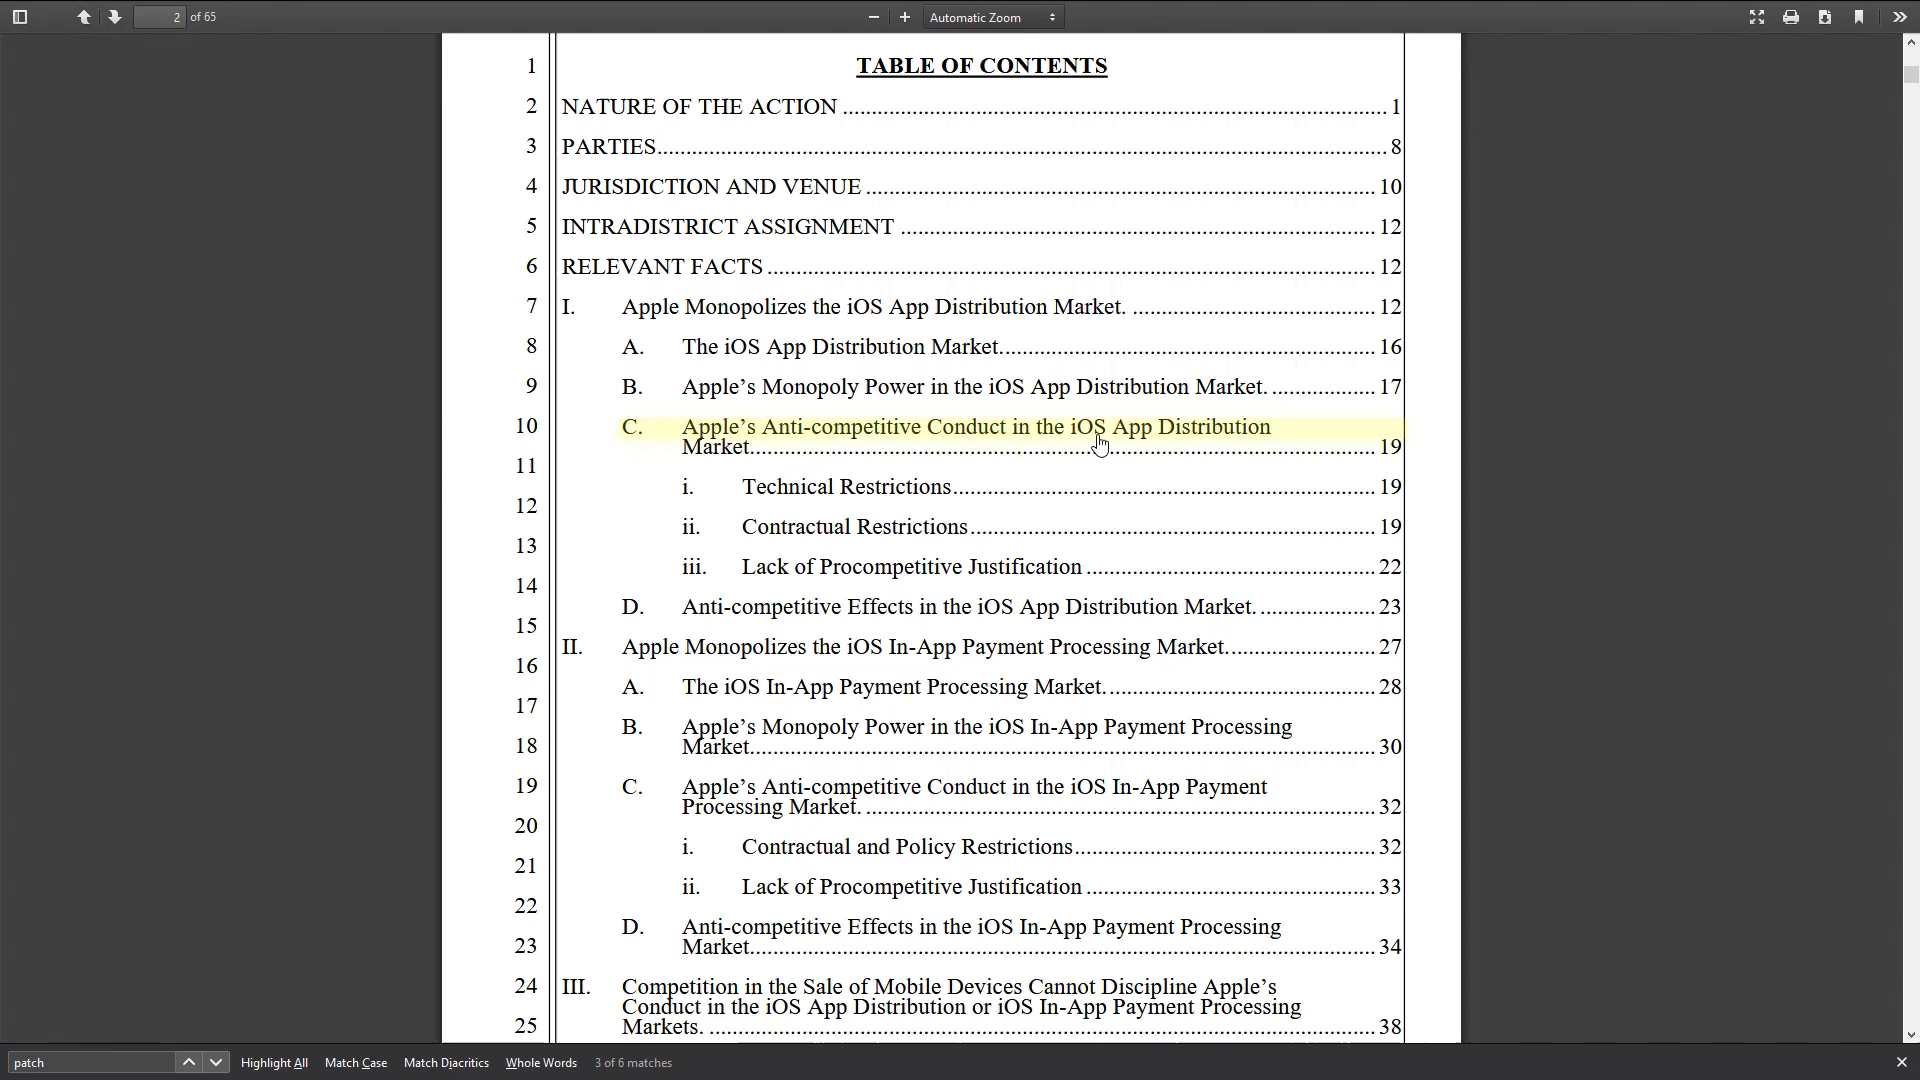 2 of 65
Automatic Zoom
1 TABLE OF CONTENTS
2 NATURE OF THE ACTION ........ 1
3 PARTIES........ 8
4 JURISDICTION AND VENUE ........ 10
5 INTRADISTRICT ASSIGNMENT ........ 12
6 RELEVANT FACTS ........ 12
7 I. Apple Monopolizes the iOS App Distribution Market. ........ 12
8 A. The iOS App Distribution Market. ........ 16
9 B. Apple’s Monopoly Power in the iOS App Distribution Market. ........ 17
10 C. Apple’s Anti-competitive Conduct in the iOS App Distribution
Market. ........ 19
11
i. Technical Restrictions ........ 19
12
ii. Contractual Restrictions ........ 19
13
iii. Lack of Procompetitive Justification ........ 22
14
D. Anti-competitive Effects in the iOS App Distribution Market. ........ 23
15
II. Apple Monopolizes the iOS In-App Payment Processing Market. ........ 27
16
A. The iOS In-App Payment Processing Market. ........ 28
17
B. Apple’s Monopoly Power in the iOS In-App Payment Processing
18 Market. ........ 30
19 C. Apple’s Anti-competitive Conduct in the iOS In-App Payment
Processing Market. ........ 32
20
i. Contractual and Policy Restrictions ........ 32
21
ii. Lack of Procompetitive Justification ........ 33
22
D. Anti-competitive Effects in the iOS In-App Payment Processing
23 Market. ........ 34
24 III. Competition in the Sale of Mobile Devices Cannot Discipline Apple’s
Conduct in the iOS App Distribution or iOS In-App Payment Processing
25 Markets. ........ 38
patch Highlight All Match Case Match Diacritics Whole Words 3 of 6 matches